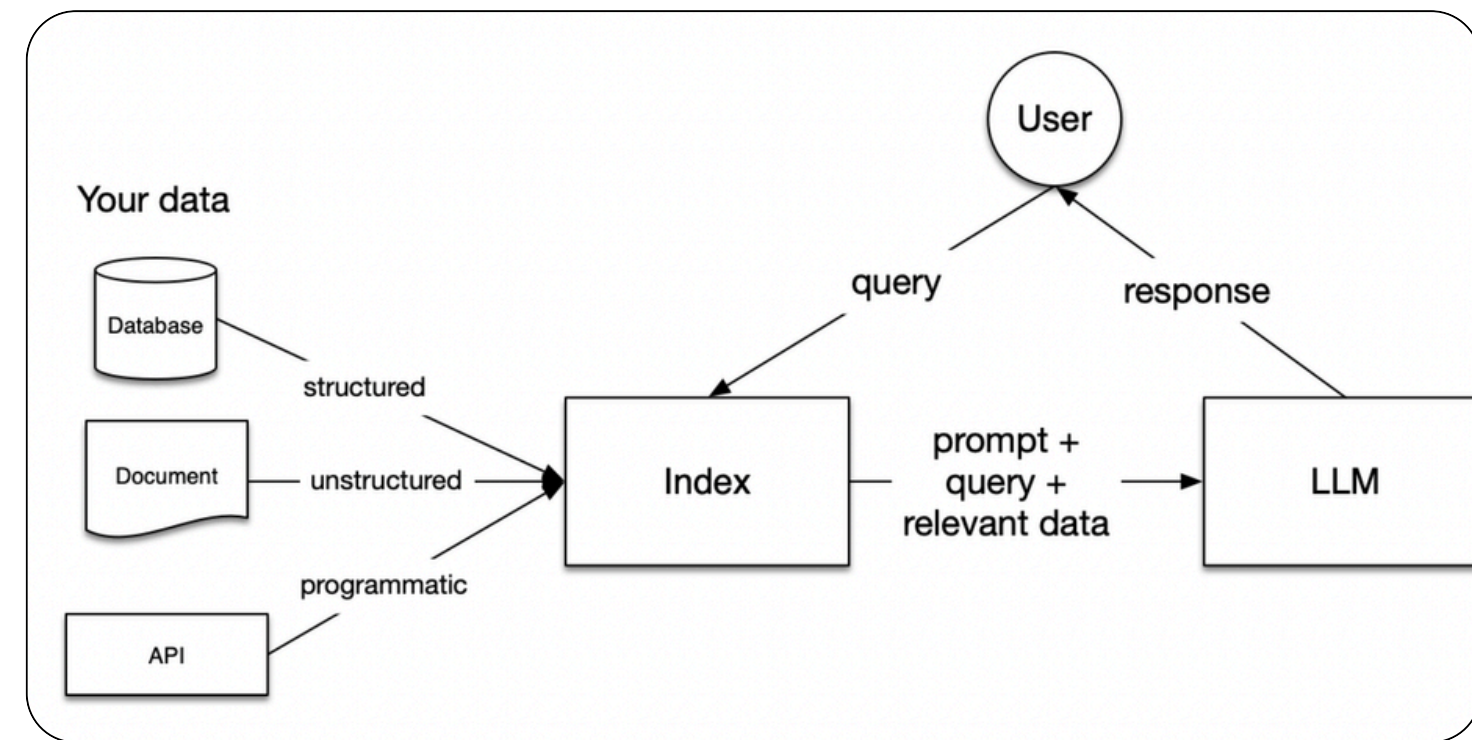 User
Your data
query
response
Database
structured
Document
unstructured
Index
prompt +
query +
relevant data
LLM
programmatic
API